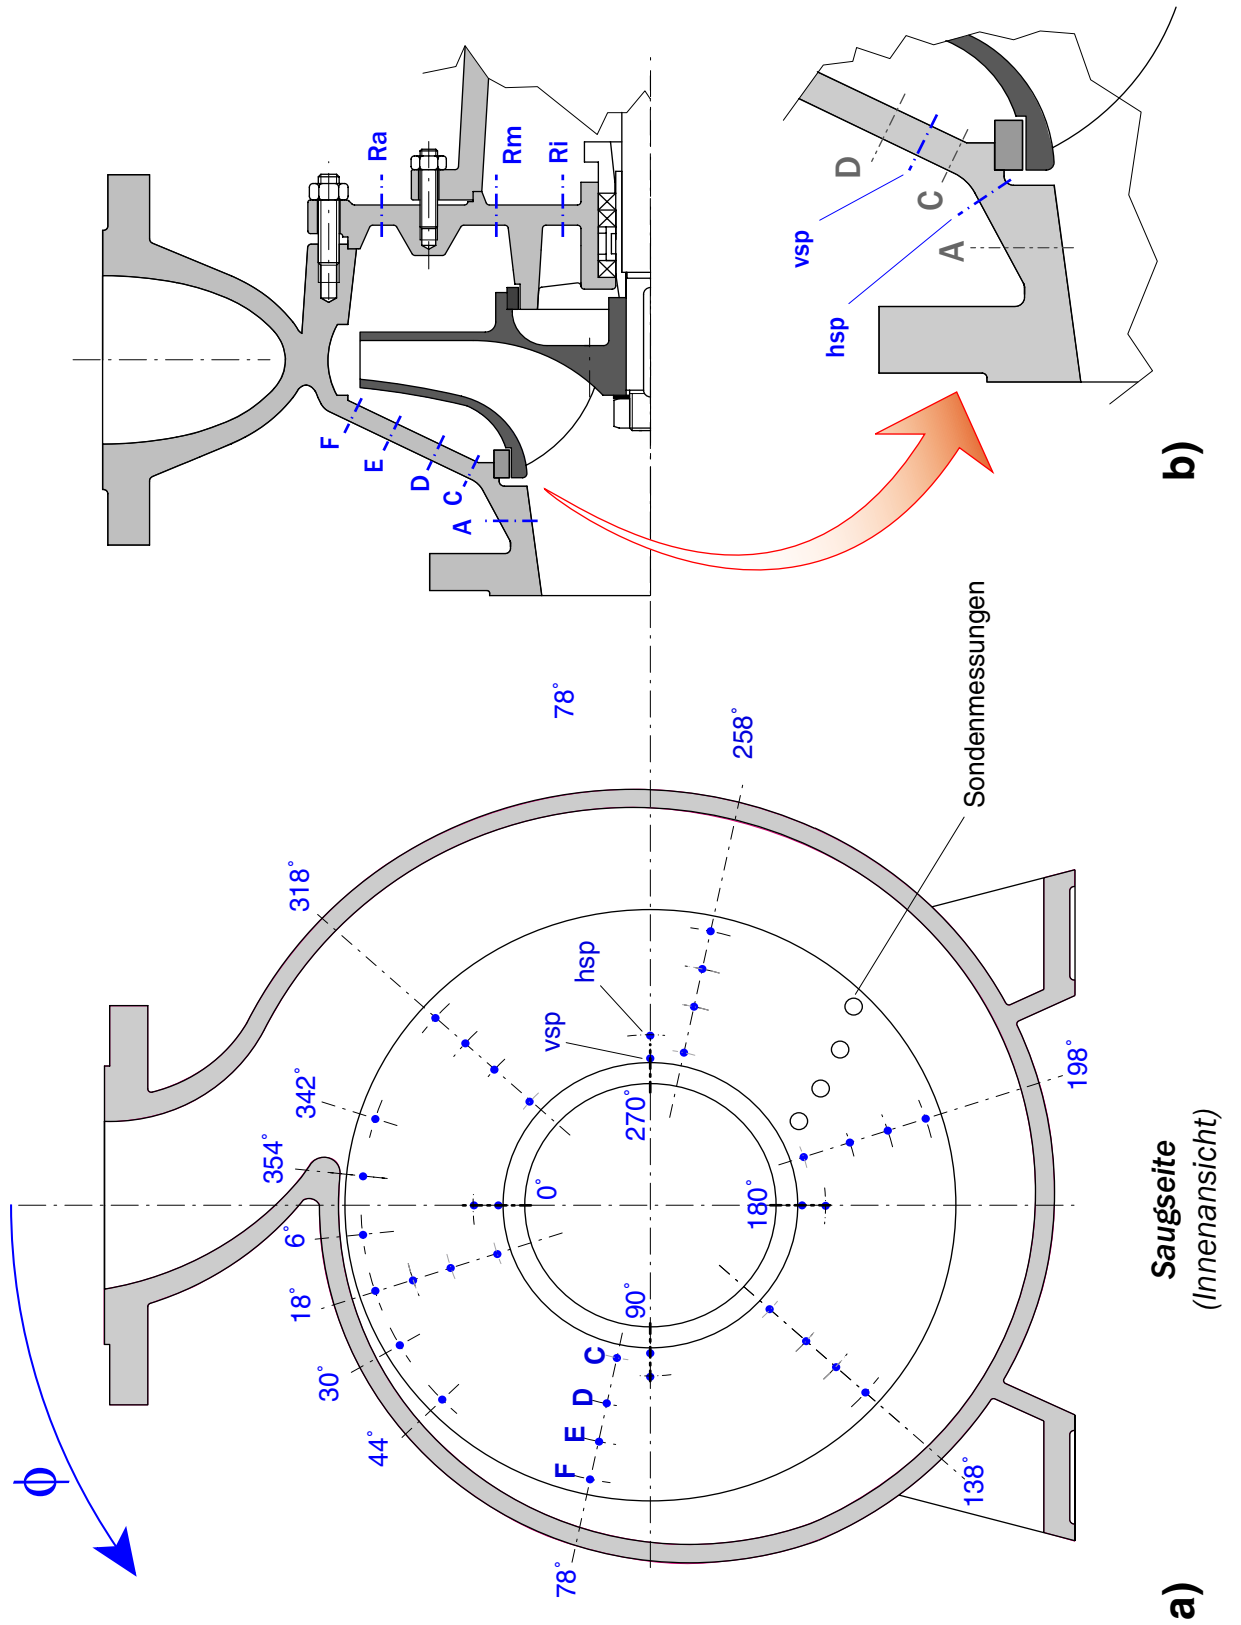 φ
Ra
Rm
Ri
F
E
D
C
A
D
C
A
vsp
hsp
b)
78°
258°
Sondenmessungen
318°
342°
354°
6°
18°
30°
44°
78°
138°
198°
hsp
vsp
0°
90°
180°
270°
C
D
E
F
a)
Saugseite
(Innenansicht)